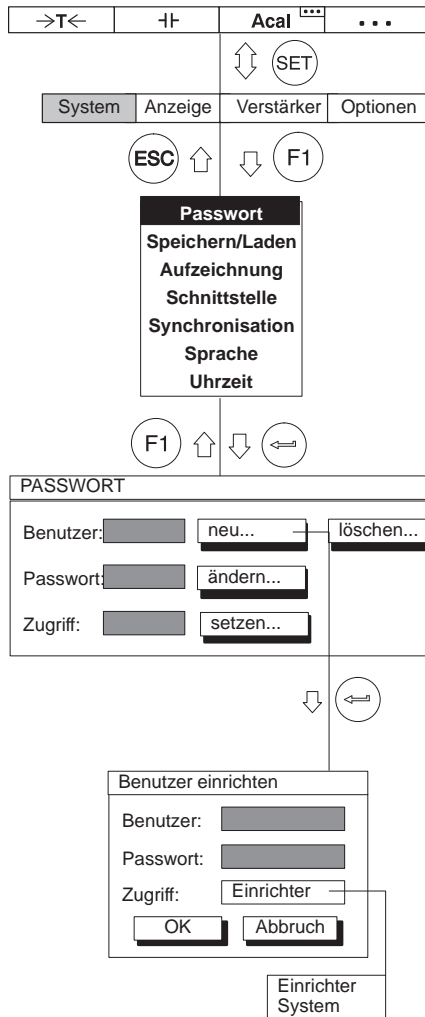 →T← ⊣⊢ Acal ...
SET
System Anzeige Verstärker Optionen
ESC F1
Passwort
Speichern/Laden
Aufzeichnung
Schnittstelle
Synchronisation
Sprache
Uhrzeit
F1
PASSWORT
Benutzer: neu... löschen...
Passwort: ändern...
Zugriff: setzen...
Benutzer einrichten
Benutzer:
Passwort:
Zugriff: Einrichter
OK Abbruch
Einrichter
System